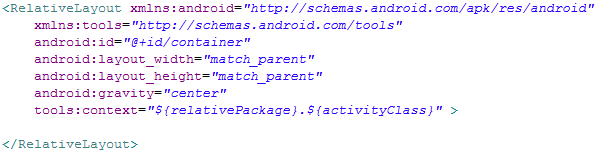 <RelativeLayout xmlns:android="http://schemas.android.com/apk/res/android"
    xmlns:tools="http://schemas.android.com/tools"
    android:id="@+id/container"
    android:layout_width="match_parent"
    android:layout_height="match_parent"
    android:gravity="center"
    tools:context="${relativePackage}.${activityClass}" >
</RelativeLayout>